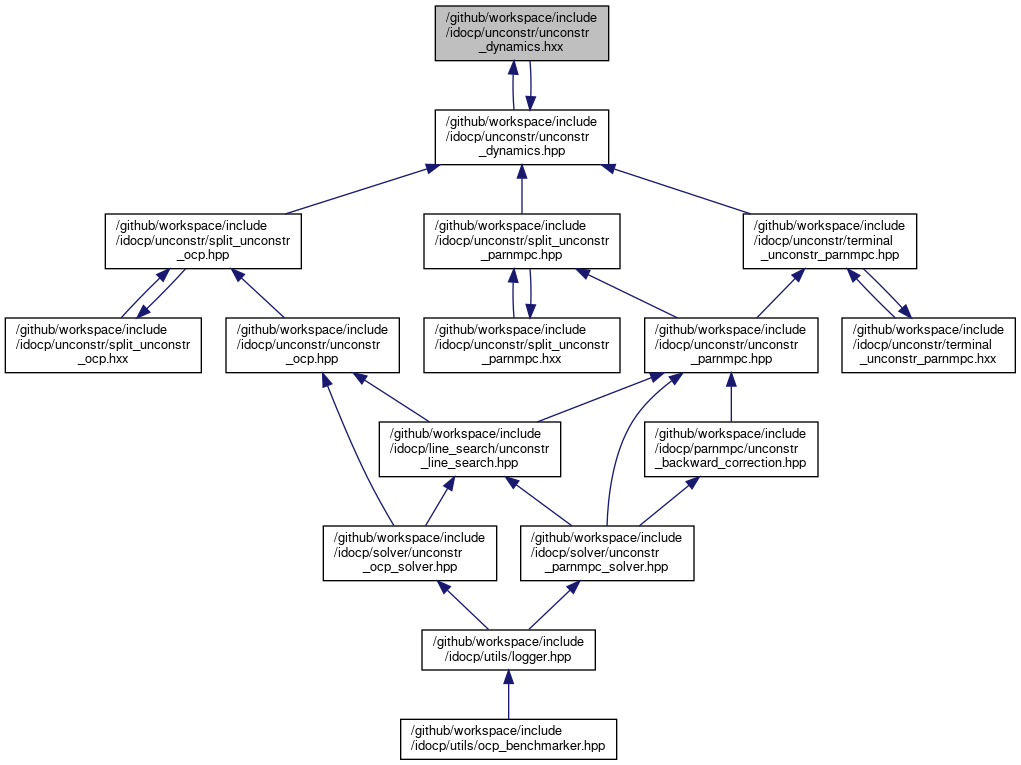 /github/workspace/include
/idocp/unconstr/unconstr
_dynamics.hxx
/github/workspace/include
/idocp/unconstr/unconstr
_dynamics.hpp
/github/workspace/include
/idocp/unconstr/split_unconstr
_ocp.hpp
/github/workspace/include
/idocp/unconstr/split_unconstr
_parnmpc.hpp
/github/workspace/include
/idocp/unconstr/terminal
_unconstr_parnmpc.hpp
/github/workspace/include
/idocp/unconstr/split_unconstr
_ocp.hxx
/github/workspace/include
/idocp/unconstr/unconstr
_ocp.hpp
/github/workspace/include
/idocp/unconstr/split_unconstr
_parnmpc.hxx
/github/workspace/include
/idocp/unconstr/unconstr
_parnmpc.hpp
/github/workspace/include
/idocp/unconstr/terminal
_unconstr_parnmpc.hxx
/github/workspace/include
/idocp/line_search/unconstr
_line_search.hpp
/github/workspace/include
/idocp/parnmpc/unconstr
_backward_correction.hpp
/github/workspace/include
/idocp/solver/unconstr
_ocp_solver.hpp
/github/workspace/include
/idocp/solver/unconstr
_parnmpc_solver.hpp
/github/workspace/include
/idocp/utils/logger.hpp
/github/workspace/include
/idocp/utils/ocp_benchmarker.hpp